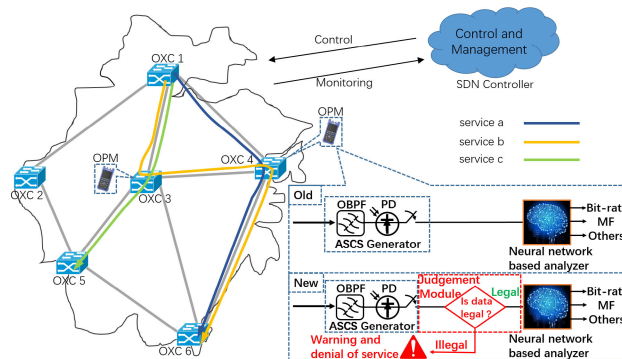 OXC 1
Control
Control and
Management
Monitoring
SDN Controller
OPM
service a
service b
service c
OPM
OXC 4
OXC 2
OXC 3
OXC 5
OXC 6
Old
OBPF PD
ASCS Generator
Bit-rat
MF
Others
Neural network
based analyzer
New
OBPF PD
ASCS Generator
Judgement
Module
Is data
legal ?
Legal
Illegal
Warning and
denial of service
Bit-rat
MF
Others
Neural network
based analyzer